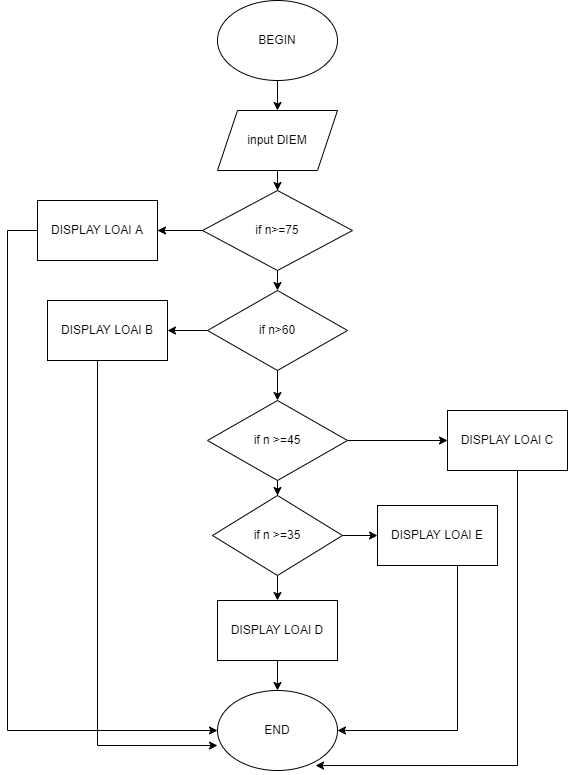 BEGIN
input DIEM
if n>=75
DISPLAY LOAI A
if n>60
DISPLAY LOAI B
if n >=45
DISPLAY LOAI C
if n >=35
DISPLAY LOAI E
DISPLAY LOAI D
END